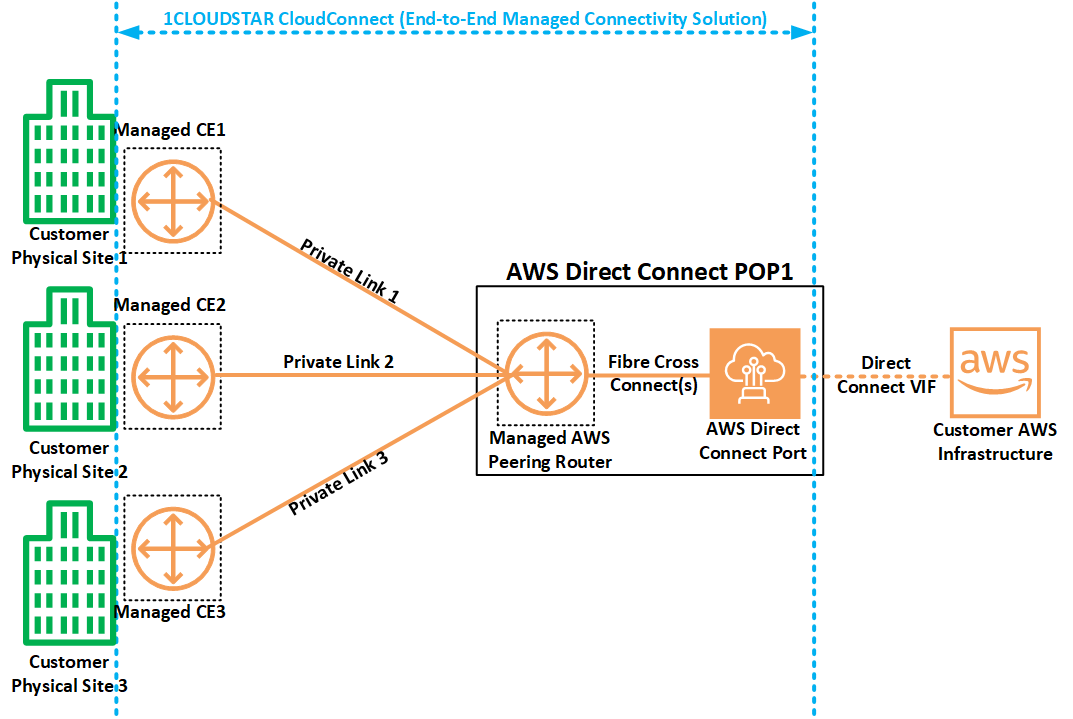 1CLOUDSTAR CloudConnect (End-to-End Managed Connectivity Solution)
Managed CE1
Customer
Physical Site 1
Private Link 1
AWS Direct Connect POP1
Managed CE2
Private Link 2
Fibre Cross
Connect(s)
Direct
Connect VIF
aws
Customer
Physical Site 2
Managed AWS
Peering Router
AWS Direct
Connect Port
Customer AWS
Infrastructure
Private Link 3
Managed CE3
Customer
Physical Site 3